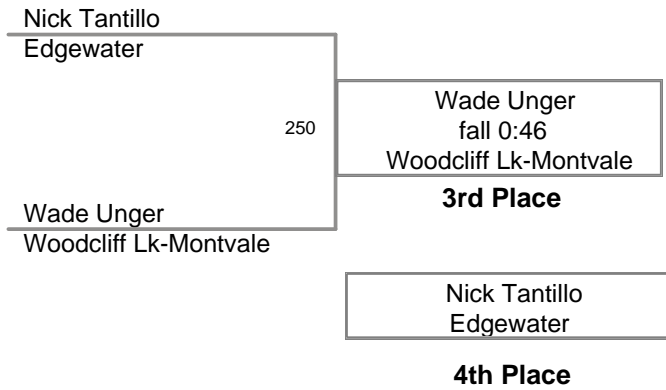 Nick Tantillo
Edgewater
250
Wade Unger
fall 0:46
Woodcliff Lk-Montvale
3rd Place
Wade Unger
Woodcliff Lk-Montvale
Nick Tantillo
Edgewater
4th Place